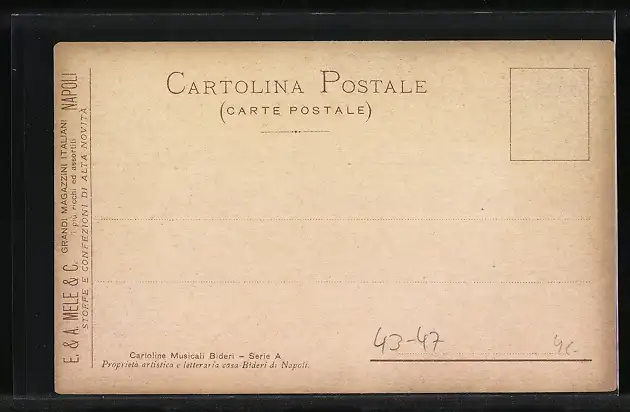 CARTOLINA POSTALE
(CARTE POSTALE)
E. & A. MELE & C. GRANDI MAGAZZINI ITALIANI NAPOLI
i più ricchi ed assortiti
STOFFE E CONFEZIONI DI ALTA NOVITÀ
43-47
Cartoline Musicali Bideri – Serie A
Proprietà artistica e letteraria casa Bideri di Napoli.